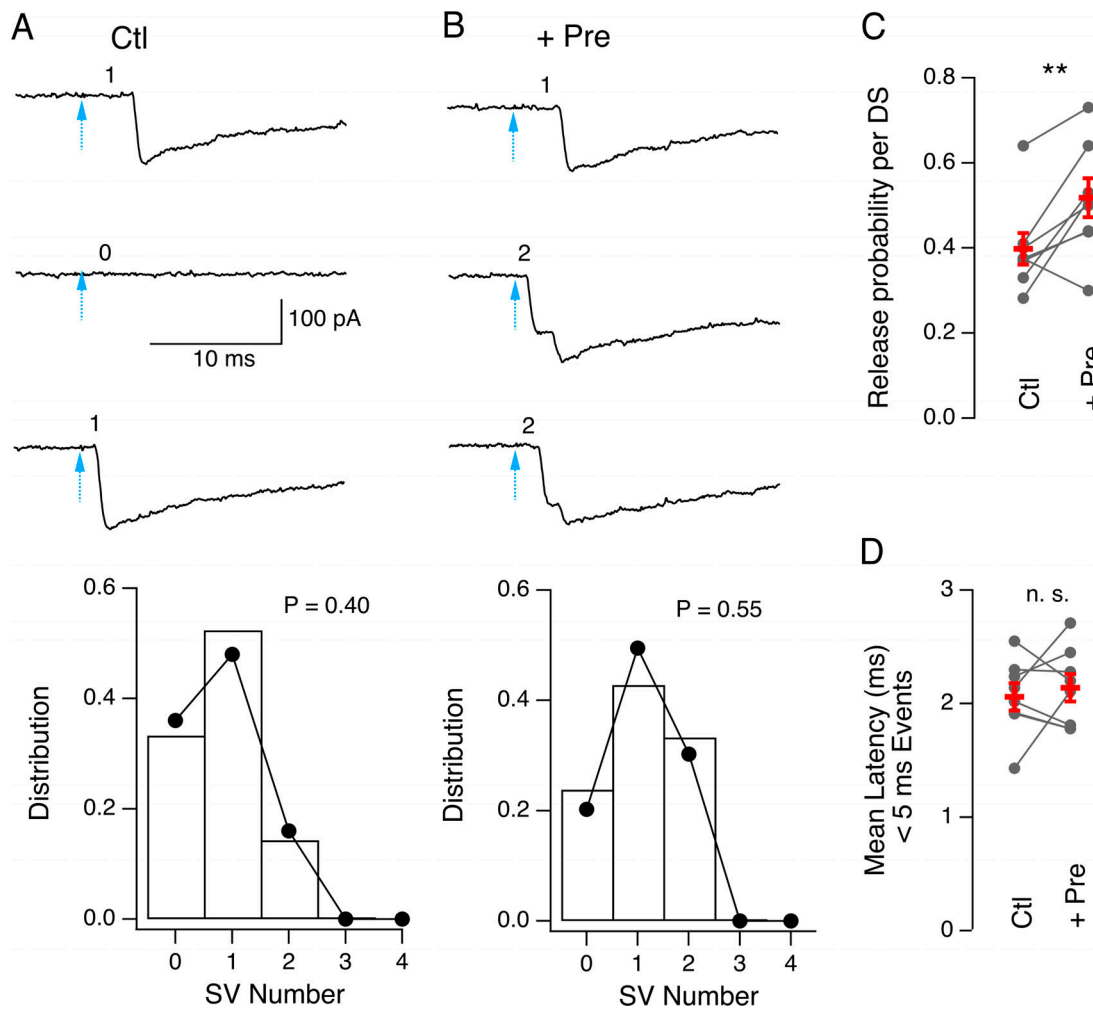 A
Ctl
1
0
100 pA
10 ms
1
0.6
0.4
0.2
0.0
Distribution
P = 0.40
0 1 2 3 4
SV Number
B
+ Pre
1
2
2
0.6
0.4
0.2
0.0
Distribution
P = 0.55
0 1 2 3 4
SV Number
C
**
0.8
0.6
0.4
0.2
0.0
Release probability per DS
Ctl
+ Pre
D
n. s.
3
2
1
0
Mean Latency (ms)
< 5 ms Events
Ctl
+ Pre